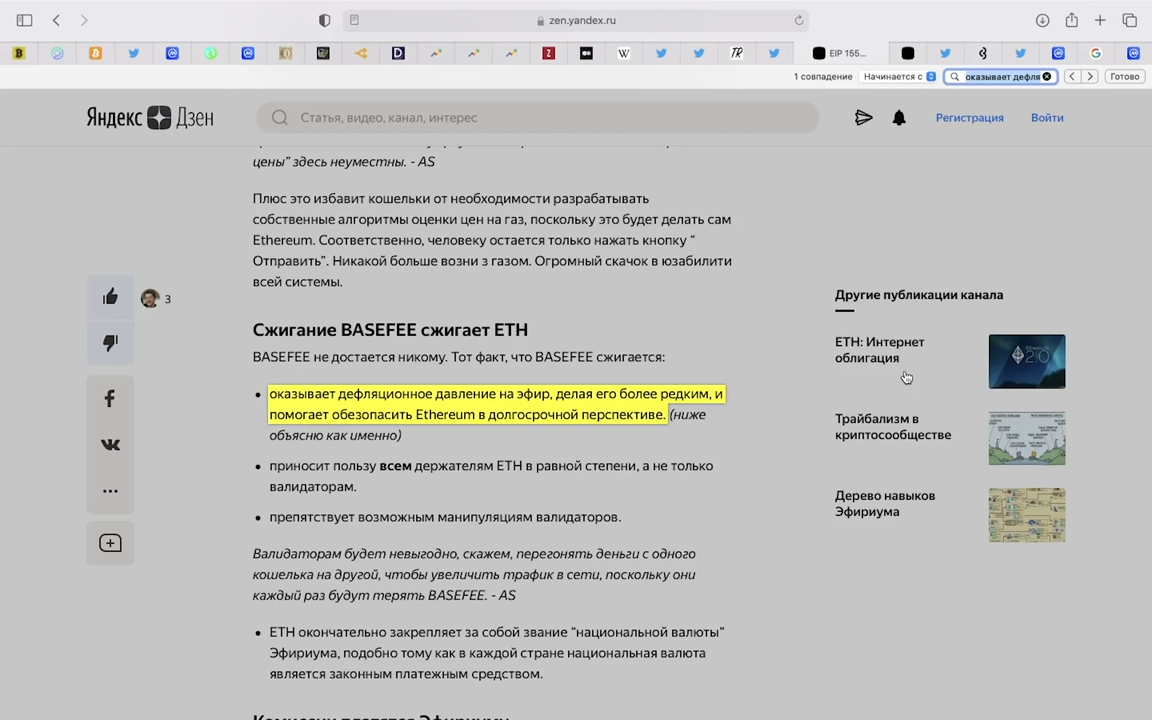 zen.yandex.ru
EIP 155...
1 совпадение
Начинается с
оказывает дефля
Готово
Яндекс Дзен
Статья, видео, канал, интерес
Регистрация
Войти
цены” здесь неуместны. - AS
Плюс это избавит кошельки от необходимости разрабатывать
собственные алгоритмы оценки цен на газ, поскольку это будет делать сам
Ethereum. Соответственно, человеку остается только нажать кнопку “
Отправить”. Никакой больше возни з газом. Огромный скачок в юзабилити
всей системы.
3
Сжигание BASEFEE сжигает ETH
BASEFEE не достается никому. Тот факт, что BASEFEE сжигается:
• оказывает дефляционное давление на эфир, делая его более редким, и
помогает обезопасить Ethereum в долгосрочной перспективе. (ниже
объясню как именно)
• приносит пользу всем держателям ETH в равной степени, а не только
валидаторам.
• препятствует возможным манипуляциям валидаторов.
Валидаторам будет невыгодно, скажем, перегонять деньги с одного
кошелька на другой, чтобы увеличить трафик в сети, поскольку они
каждый раз будут терять BASEFEE. - AS
• ETH окончательно закрепляет за собой звание “национальной валюты”
Эфириума, подобно тому как в каждой стране национальная валюта
является законным платежным средством.
Комиссии платятся Эфириуму
Другие публикации канала
ETH: Интернет
облигация
Трайбализм в
криптосообществе
Дерево навыков
Эфириума